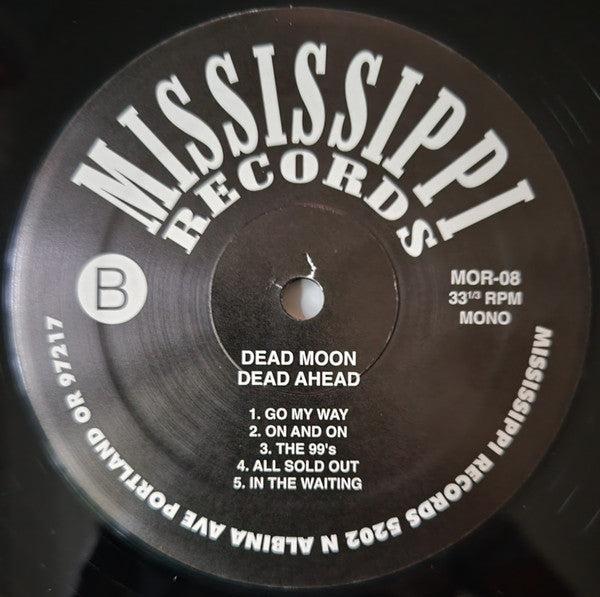 MISSISSIPPI
RECORDS
B
MOR-08
33 1/3 RPM
MONO
DEAD MOON
DEAD AHEAD
1. GO MY WAY
2. ON AND ON
3. THE 99's
4. ALL SOLD OUT
5. IN THE WAITING
MISSISSIPPI RECORDS 5202 N ALBINA AVE PORTLAND OR 97217